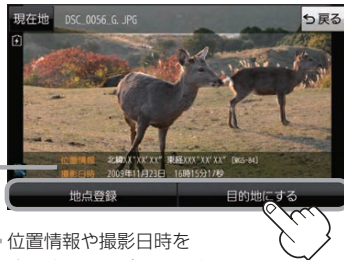 現在地 DSC_0056_G.JPG 戻る
位置情報 北緯XX°XX'XX" 東経XXX°XX'XX" [WGS-84]
撮影日時 2009年11月23日 16時15分1/秒
地点登録 目的地にする
位置情報や撮影日時を